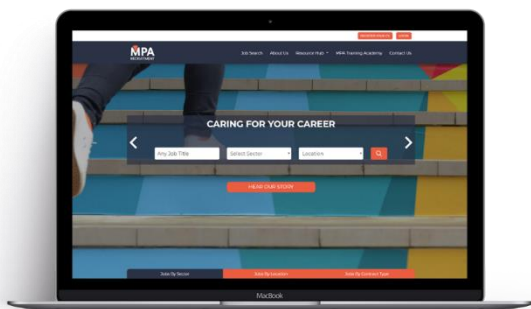 MPA
RECRUITMENT
Job Search About Us Resource Hub MPA Training Academy Contact Us
CARING FOR YOUR CAREER
Any Job Title Select Sector Location
HEAR OUR STORY
Jobs By Sector Jobs By Location Jobs By Contract Type
MacBook